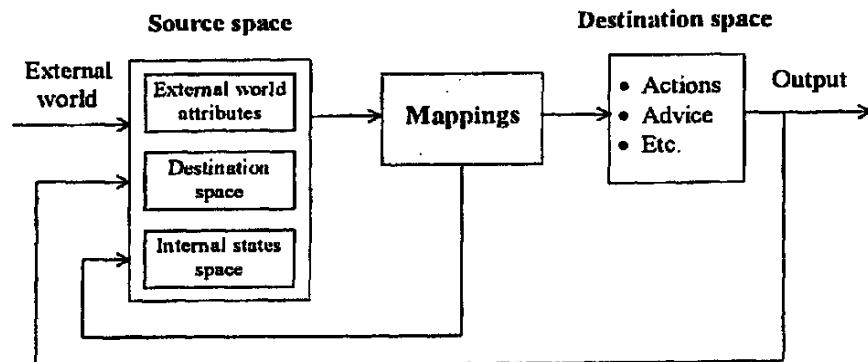 Source space
Destination space
External
world
External world
attributes
Destination
space
Internal states
space
Mappings
• Actions
• Advice
• Etc.
Output